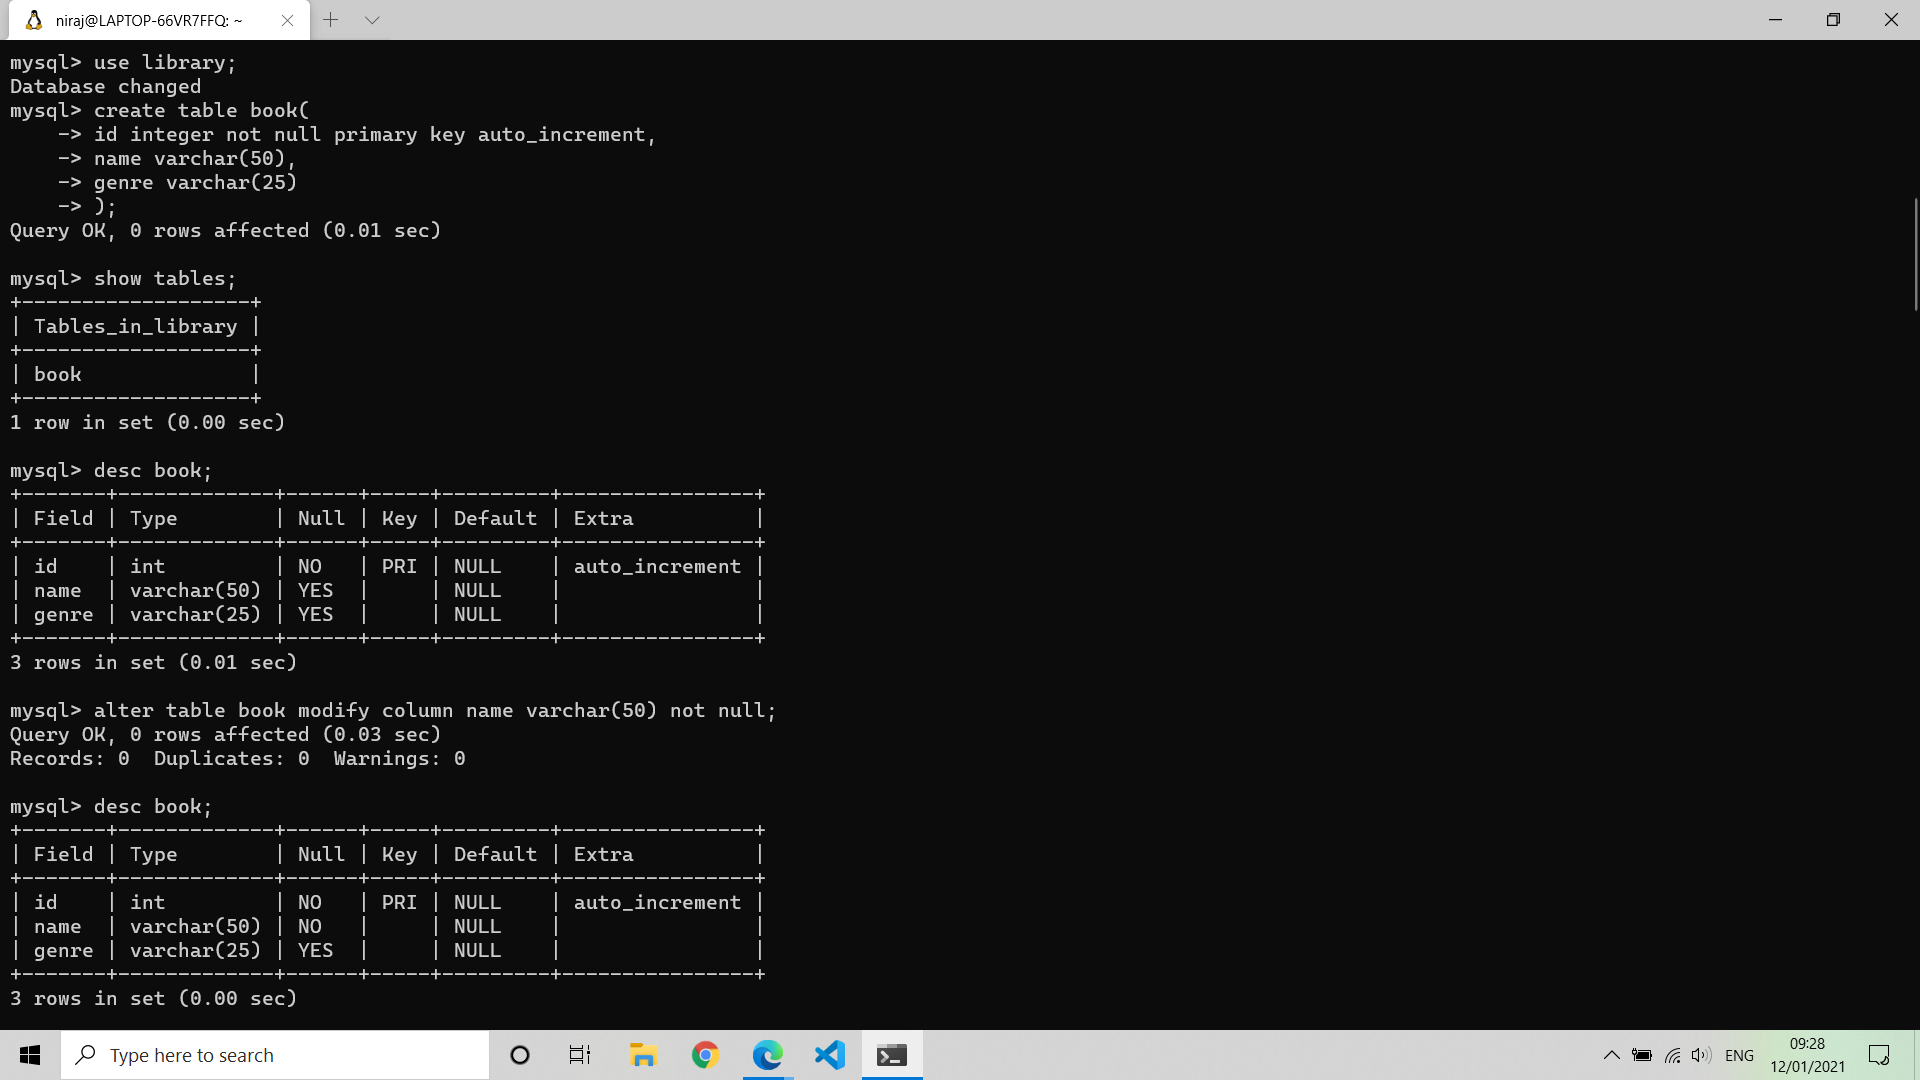 niraj@LAPTOP-66VR7FFQ: ~
mysql> use library;
Database changed
mysql> create table book(
    -> id integer not null primary key auto_increment,
    -> name varchar(50),
    -> genre varchar(25)
    -> );
Query OK, 0 rows affected (0.01 sec)

mysql> show tables;
+-------------------+
| Tables_in_library |
+-------------------+
| book              |
+-------------------+
1 row in set (0.00 sec)

mysql> desc book;
+-------+-------------+------+-----+---------+----------------+
| Field | Type        | Null | Key | Default | Extra          |
+-------+-------------+------+-----+---------+----------------+
| id    | int         | NO   | PRI | NULL    | auto_increment |
| name  | varchar(50) | YES  |     | NULL    |                |
| genre | varchar(25) | YES  |     | NULL    |                |
+-------+-------------+------+-----+---------+----------------+
3 rows in set (0.01 sec)

mysql> alter table book modify column name varchar(50) not null;
Query OK, 0 rows affected (0.03 sec)
Records: 0  Duplicates: 0  Warnings: 0

mysql> desc book;
+-------+-------------+------+-----+---------+----------------+
| Field | Type        | Null | Key | Default | Extra          |
+-------+-------------+------+-----+---------+----------------+
| id    | int         | NO   | PRI | NULL    | auto_increment |
| name  | varchar(50) | NO   |     | NULL    |                |
| genre | varchar(25) | YES  |     | NULL    |                |
+-------+-------------+------+-----+---------+----------------+
3 rows in set (0.00 sec)
Type here to search
ENG
09:28
12/01/2021